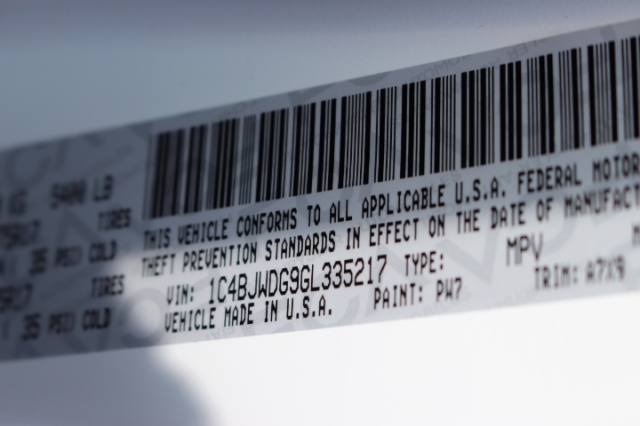 KG 5400 LB
TIRES
35 PSI) COLD
TIRES
35 PSI) COLD
THIS VEHICLE CONFORMS TO ALL APPLICABLE U.S.A. FEDERAL MOTOR
THEFT PREVENTION STANDARDS IN EFFECT ON THE DATE OF MANUFACT
VIN: 1C4BJWDG9GL335217 TYPE: MPV
VEHICLE MADE IN U.S.A. PAINT: PW7 TRIM: A7X9